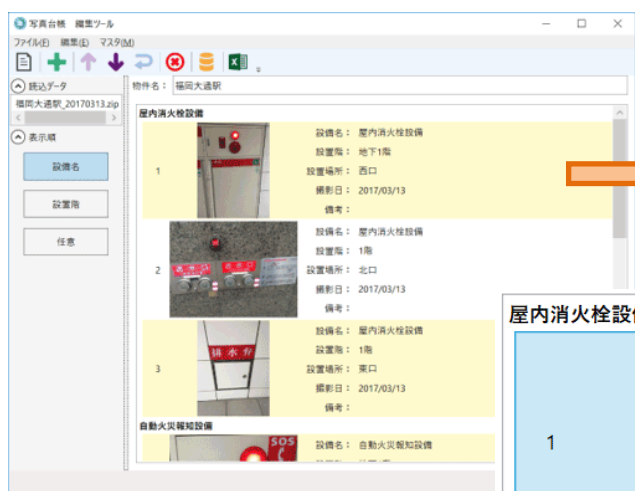 写真台帳 編集ツール
ファイル(F) 編集(E) マスタ(M)
読込データ
福岡大通駅_20170313.zip
表示順
設備名
設置階
任意
物件名： 福岡大通駅
屋内消火栓設備
1
設備名： 屋内消火栓設備
設置階： 地下1階
設置場所： 西口
撮影日： 2017/03/13
備考：
2
設備名： 屋内消火栓設備
設置階： 1階
設置場所： 北口
撮影日： 2017/03/13
備考：
3
排水弁
設備名： 屋内消火栓設備
設置階： 1階
設置場所： 東口
撮影日： 2017/03/13
備考：
自動火災報知設備
SOS
設備名： 自動火災報知設備
屋内消火栓設
1